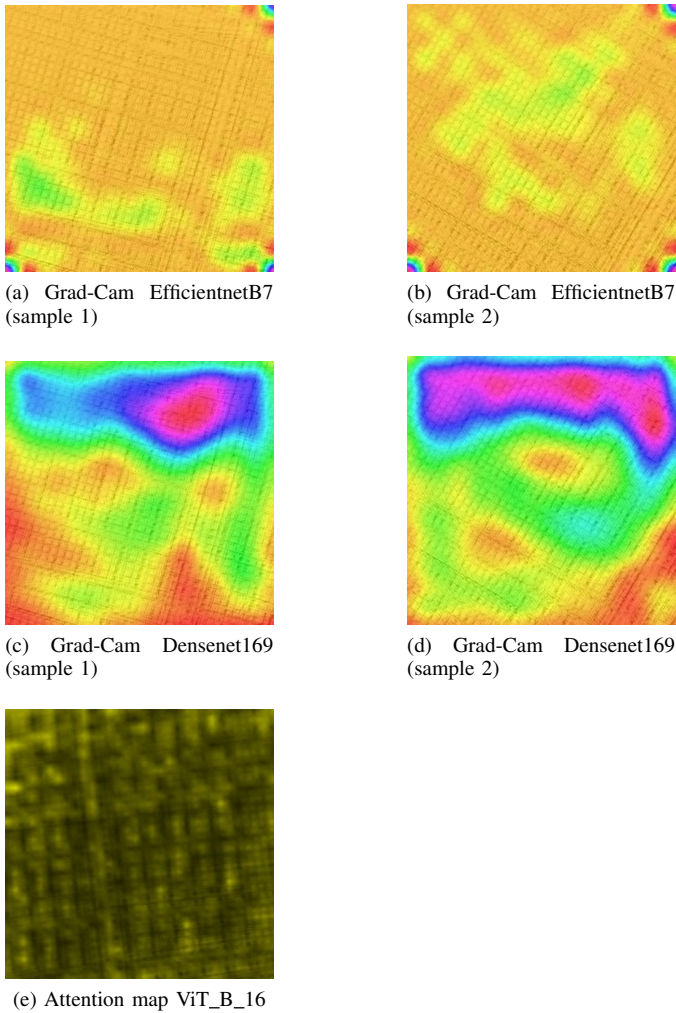 (a) Grad-Cam EfficientnetB7
(sample 1)
(b) Grad-Cam EfficientnetB7
(sample 2)
(c) Grad-Cam Densenet169
(sample 1)
(d) Grad-Cam Densenet169
(sample 2)
(e) Attention map ViT_B_16